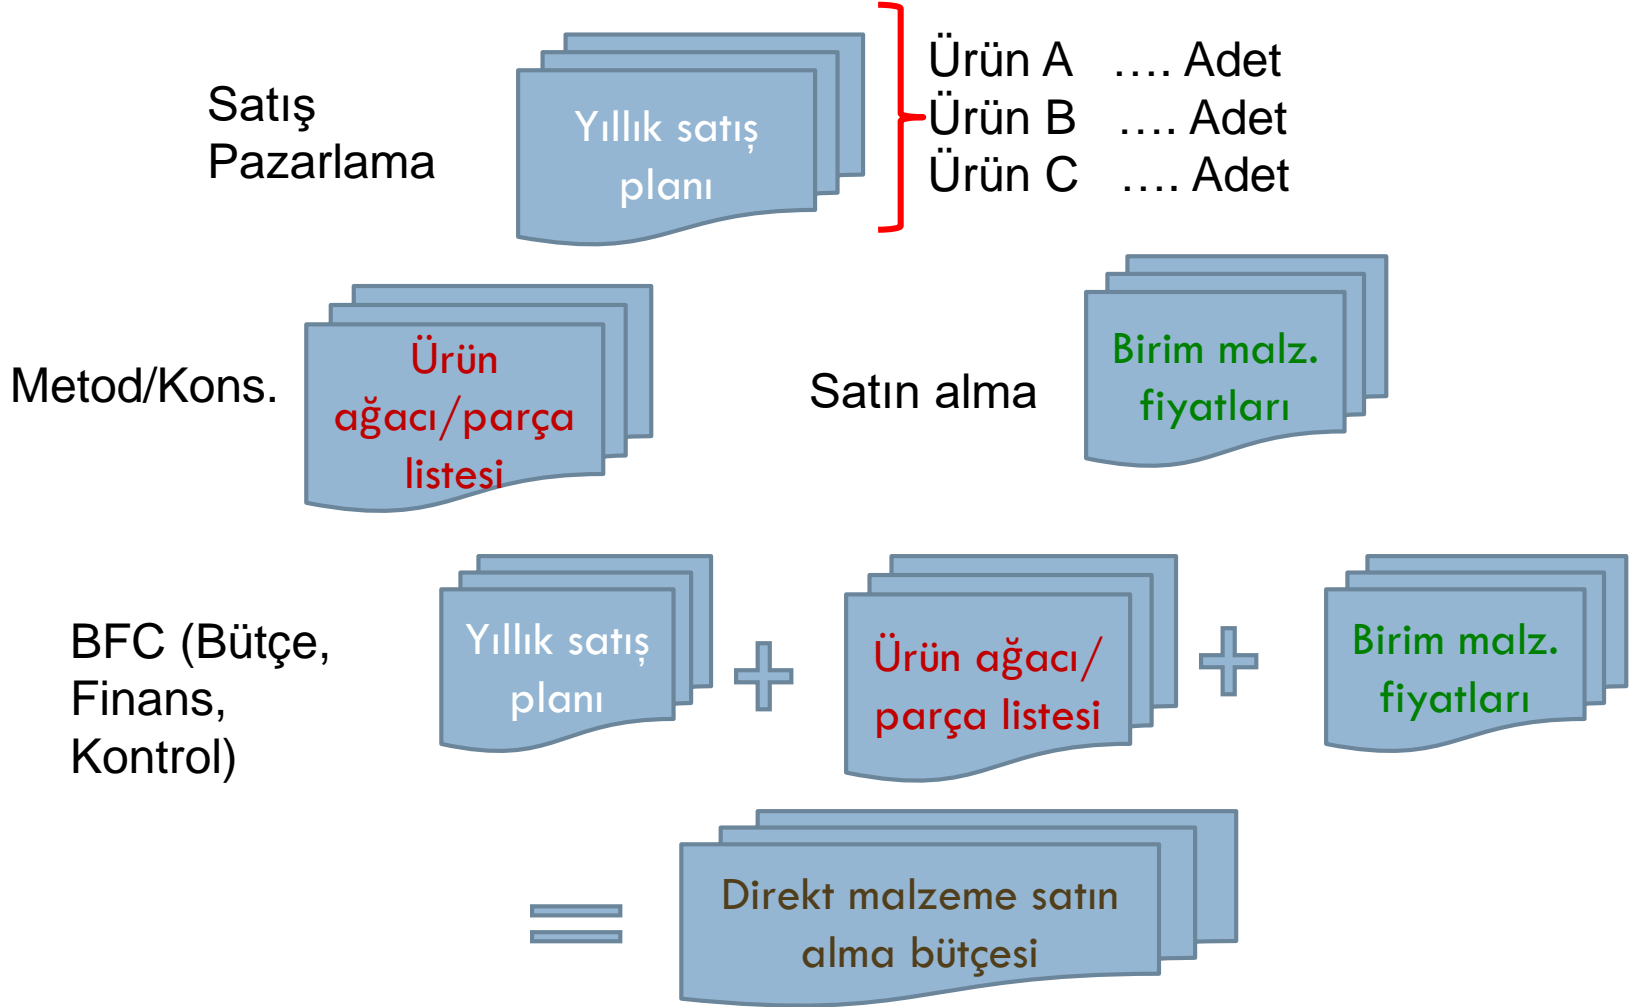 Satış
Pazarlama
Yıllık satış
planı
Ürün A …. Adet
Ürün B …. Adet
Ürün C …. Adet
Metod/Kons.
Ürün
ağacı/parça
listesi
Satın alma
Birim malz.
fiyatları
BFC (Bütçe,
Finans,
Kontrol)
Yıllık satış
planı
+
Ürün ağacı/
parça listesi
+
Birim malz.
fiyatları
=
Direkt malzeme satın
alma bütçesi